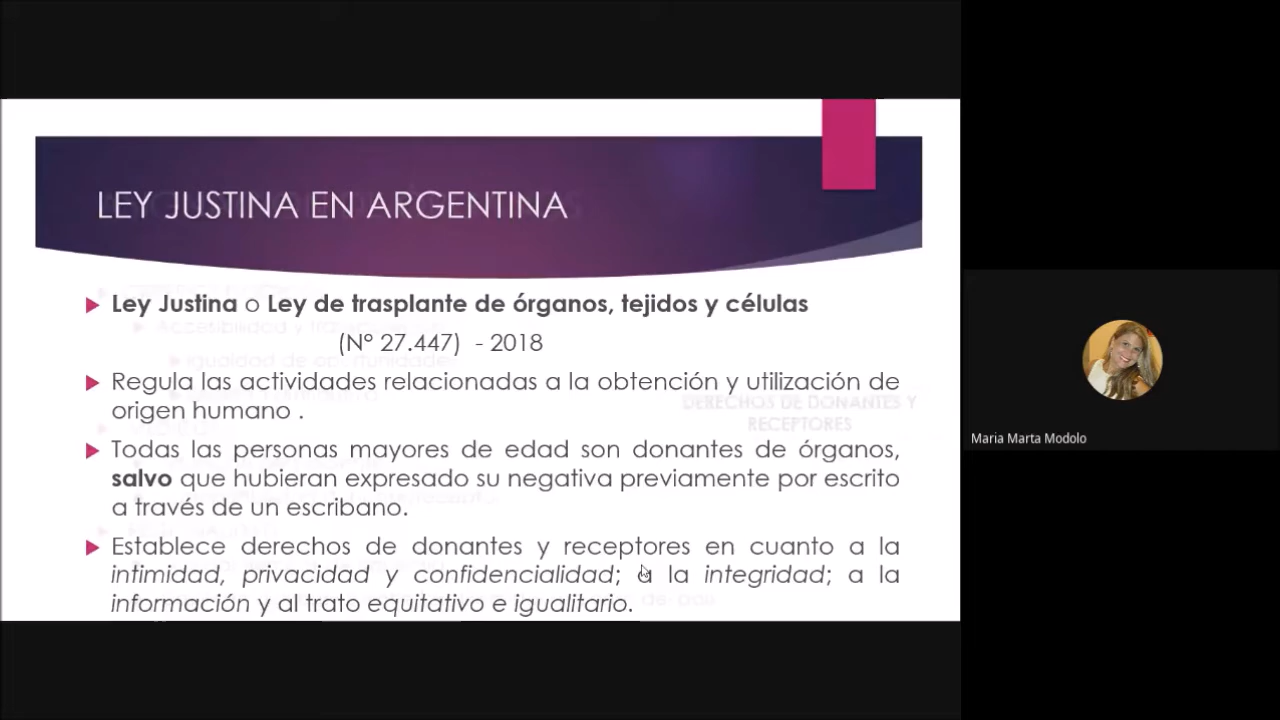 LEY JUSTINA EN ARGENTINA
Ley Justina o Ley de trasplante de órganos, tejidos y células
(N° 27.447) - 2018
Regula las actividades relacionadas a la obtención y utilización de
origen humano .
DERECHOS DE DONANTES Y
RECEPTORES
Todas las personas mayores de edad son donantes de órganos,
salvo que hubieran expresado su negativa previamente por escrito
a través de un escribano.
Establece derechos de donantes y receptores en cuanto a la
intimidad, privacidad y confidencialidad; a la integridad; a la
información y al trato equitativo e igualitario.
Maria Marta Modolo